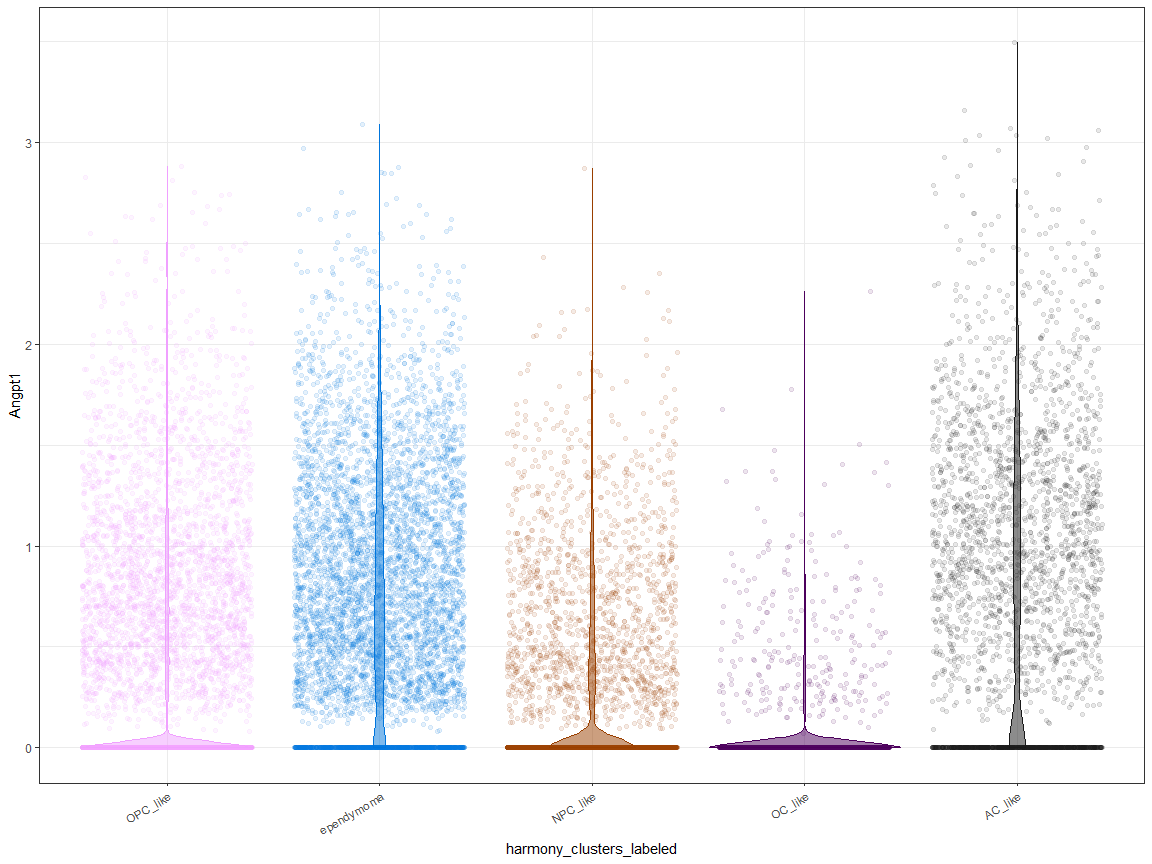 3
2
1
0
Angpt1
OPC_like
ependymoma
NPC_like
OC_like
AC_like
harmony_clusters_labeled